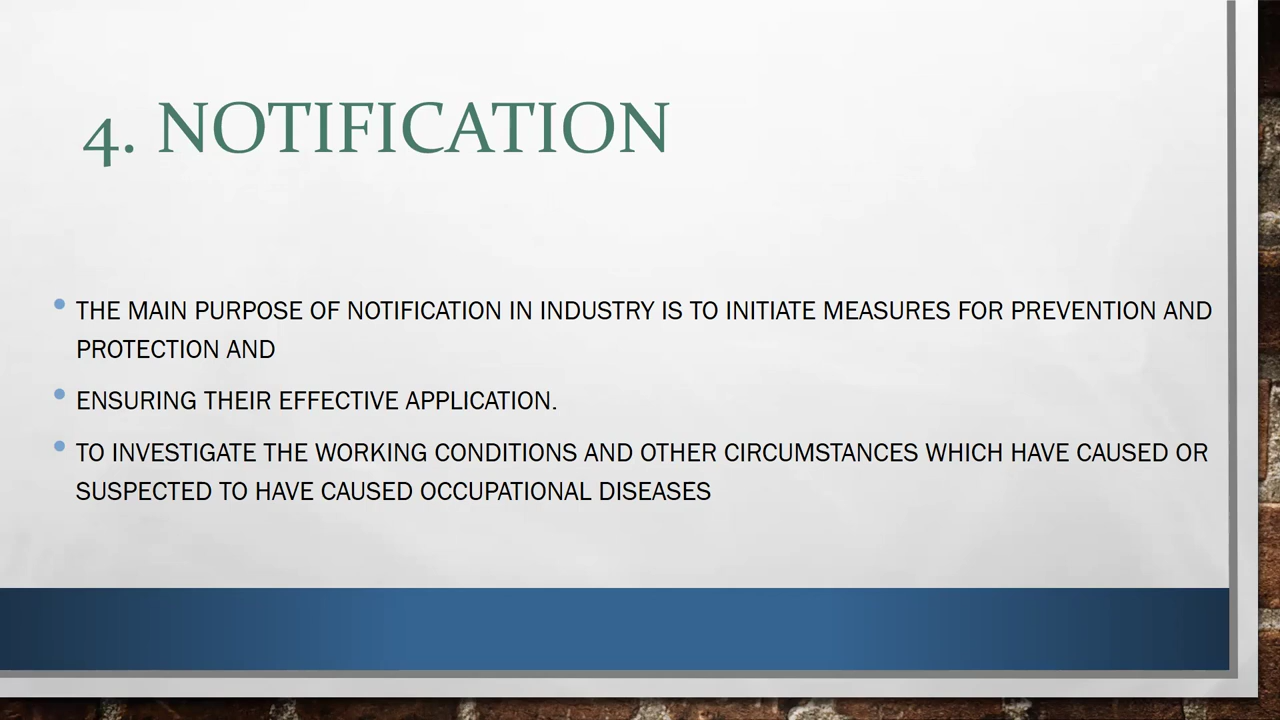 4. NOTIFICATION
• THE MAIN PURPOSE OF NOTIFICATION IN INDUSTRY IS TO INITIATE MEASURES FOR PREVENTION AND
PROTECTION AND
• ENSURING THEIR EFFECTIVE APPLICATION.
• TO INVESTIGATE THE WORKING CONDITIONS AND OTHER CIRCUMSTANCES WHICH HAVE CAUSED OR
SUSPECTED TO HAVE CAUSED OCCUPATIONAL DISEASES